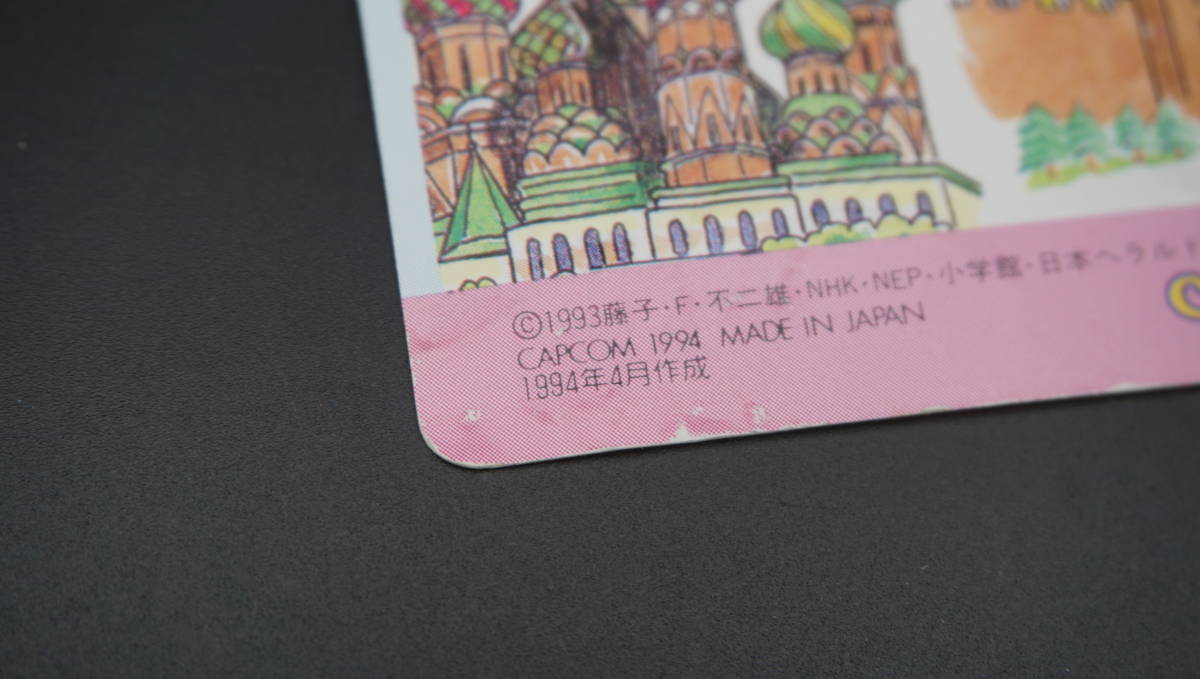 ©1993藤子・F・不二雄・NHK・NEP・小学館・日本ヘラルド
CAPCOM 1994 MADE IN JAPAN
1994年4月作成